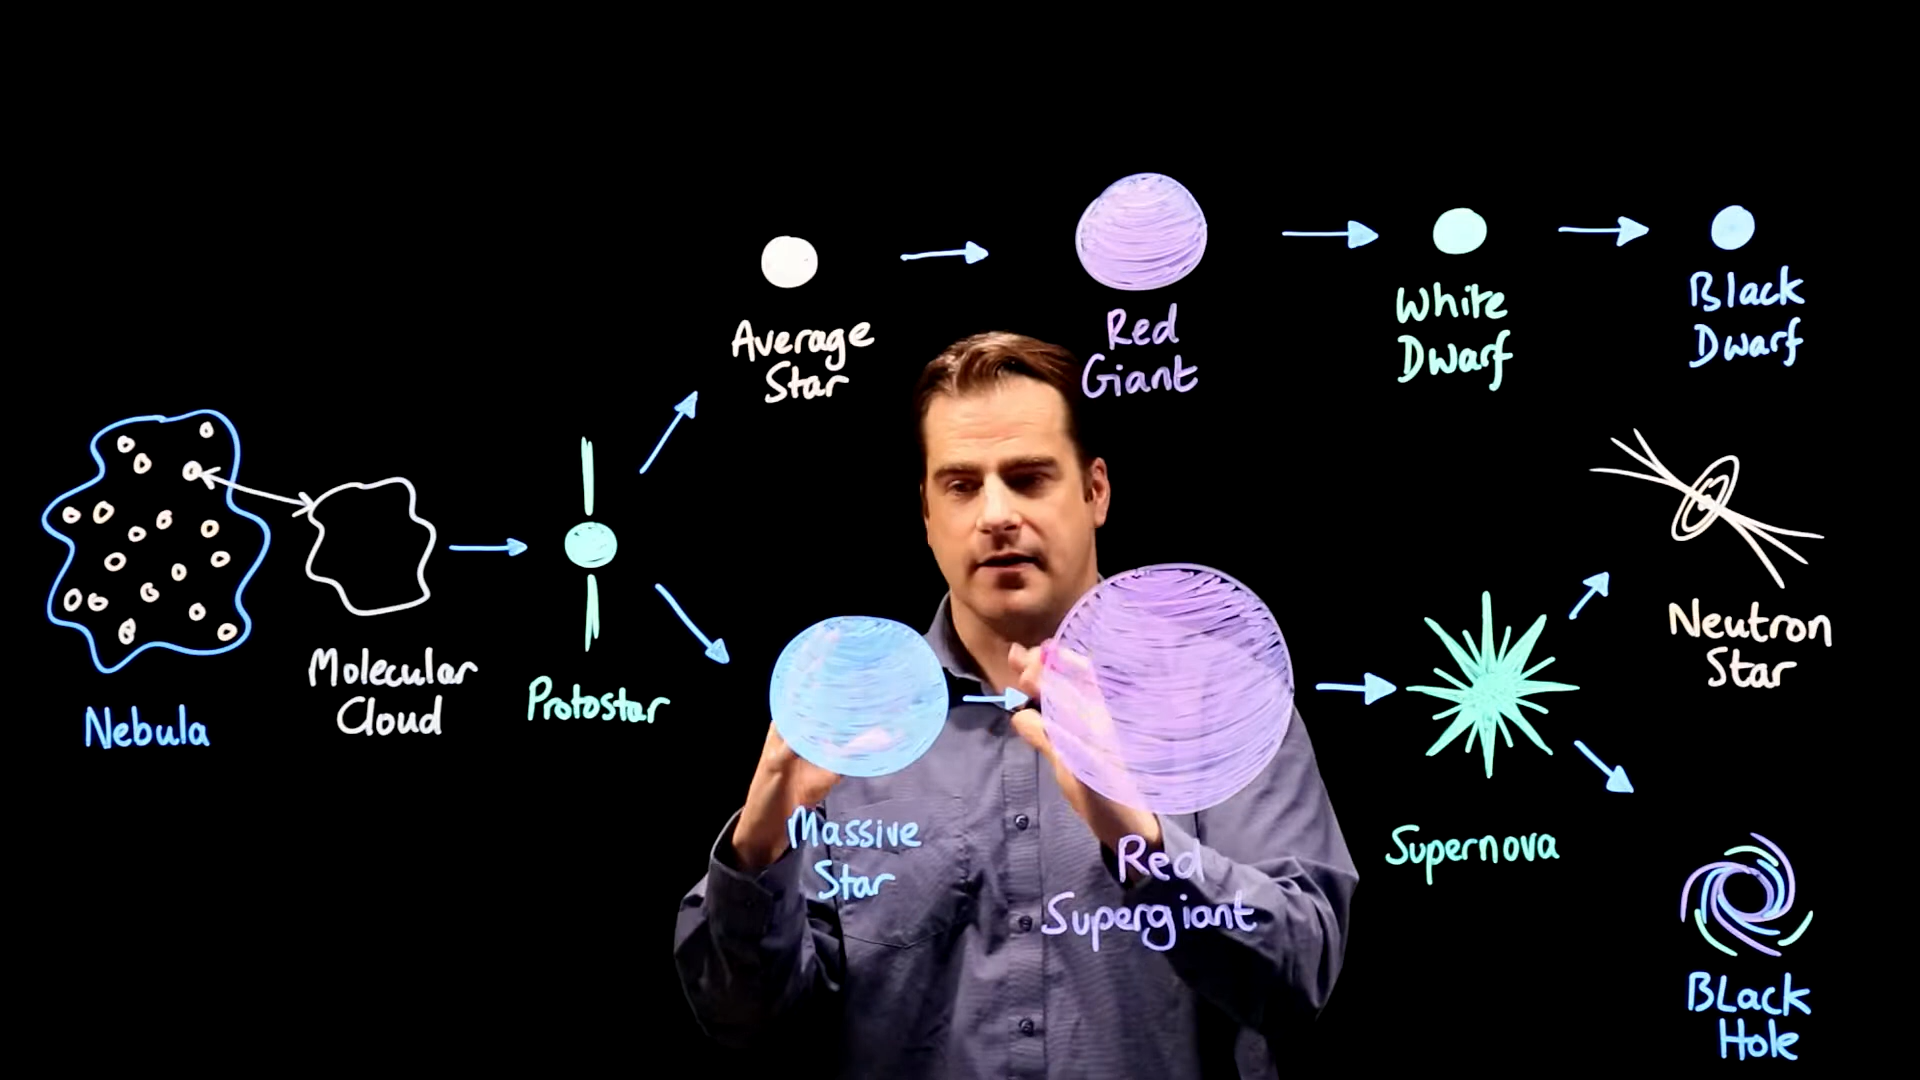 Nebula
Molecular
Cloud
Protostar
Average
Star
Red
Giant
White
Dwarf
Black
Dwarf
Massive
Star
Red
Supergiant
Supernova
Neutron
Star
BLack
Hole